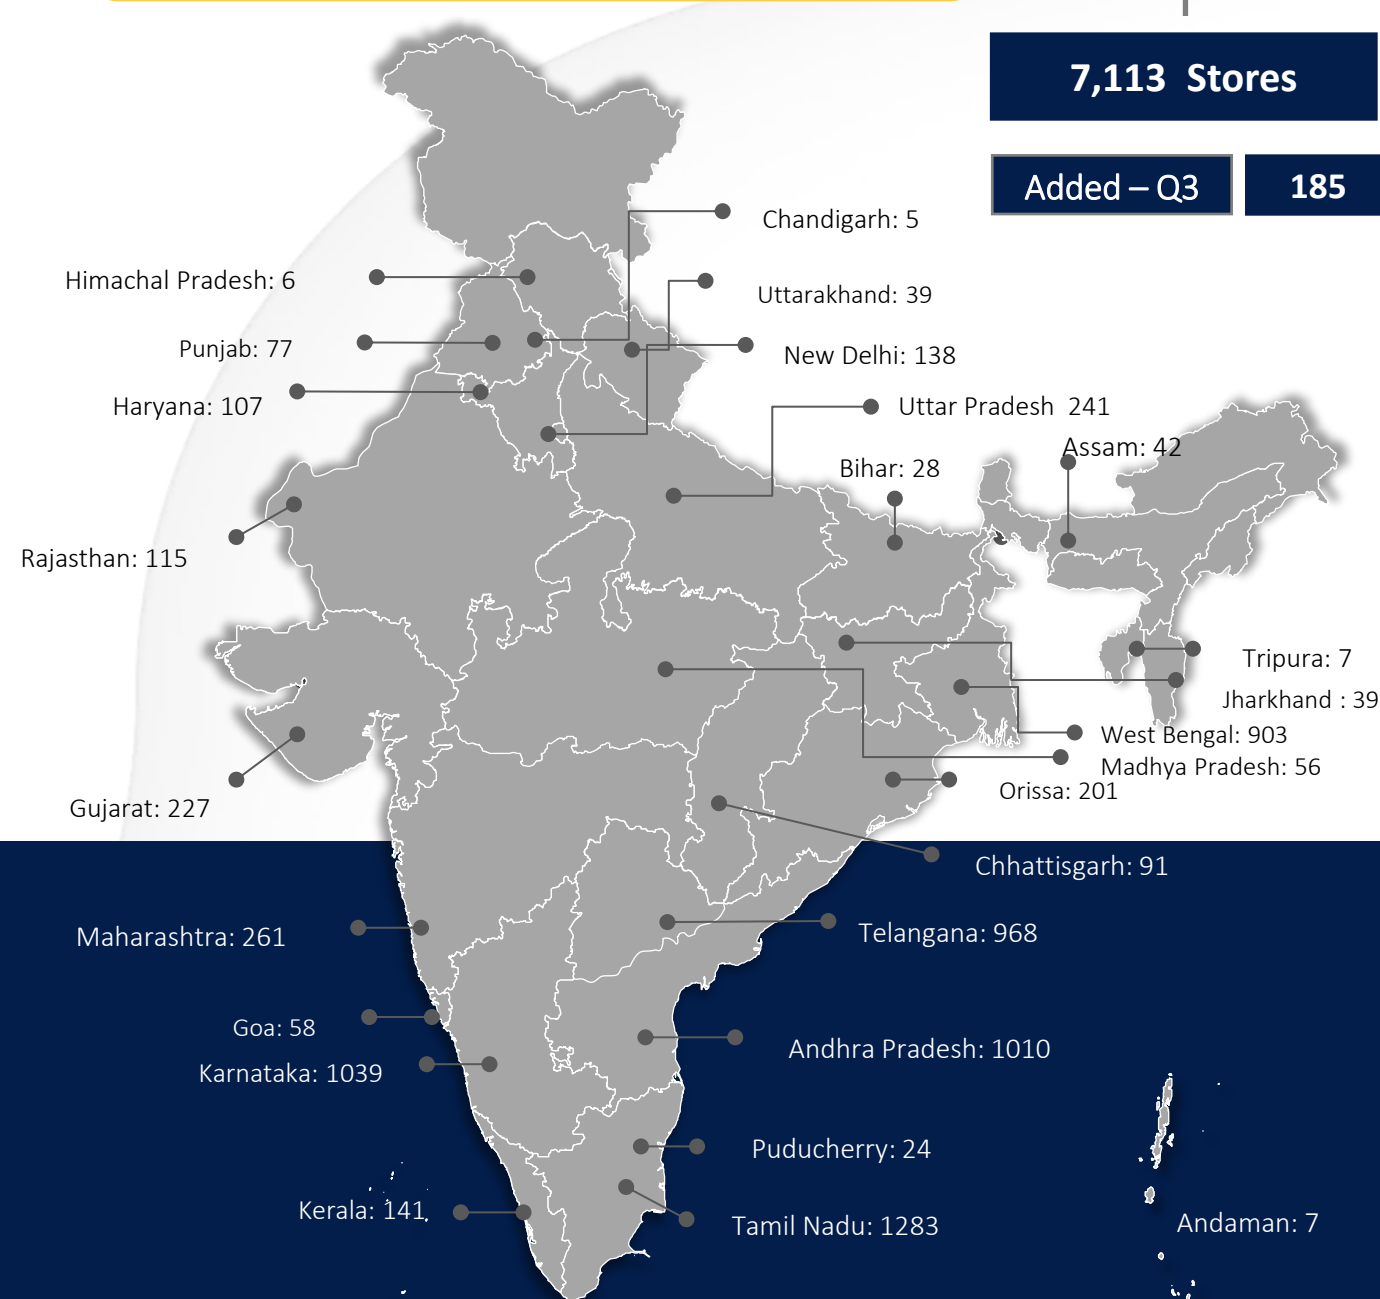 7,113  Stores
Added – Q3
185
Chandigarh: 5
Himachal Pradesh: 6
Uttarakhand: 39
Punjab: 77
New Delhi: 138
Haryana: 107
Uttar Pradesh  241
Assam: 42
Bihar: 28
Rajasthan: 115
Tripura: 7
Jharkhand : 39
West Bengal: 903
Madhya Pradesh: 56
Orissa: 201
Gujarat: 227
Chhattisgarh: 91
Maharashtra: 261
Telangana: 968
Goa: 58
Andhra Pradesh: 1010
Karnataka: 1039
Puducherry: 24
Kerala: 141
Tamil Nadu: 1283
Andaman: 7